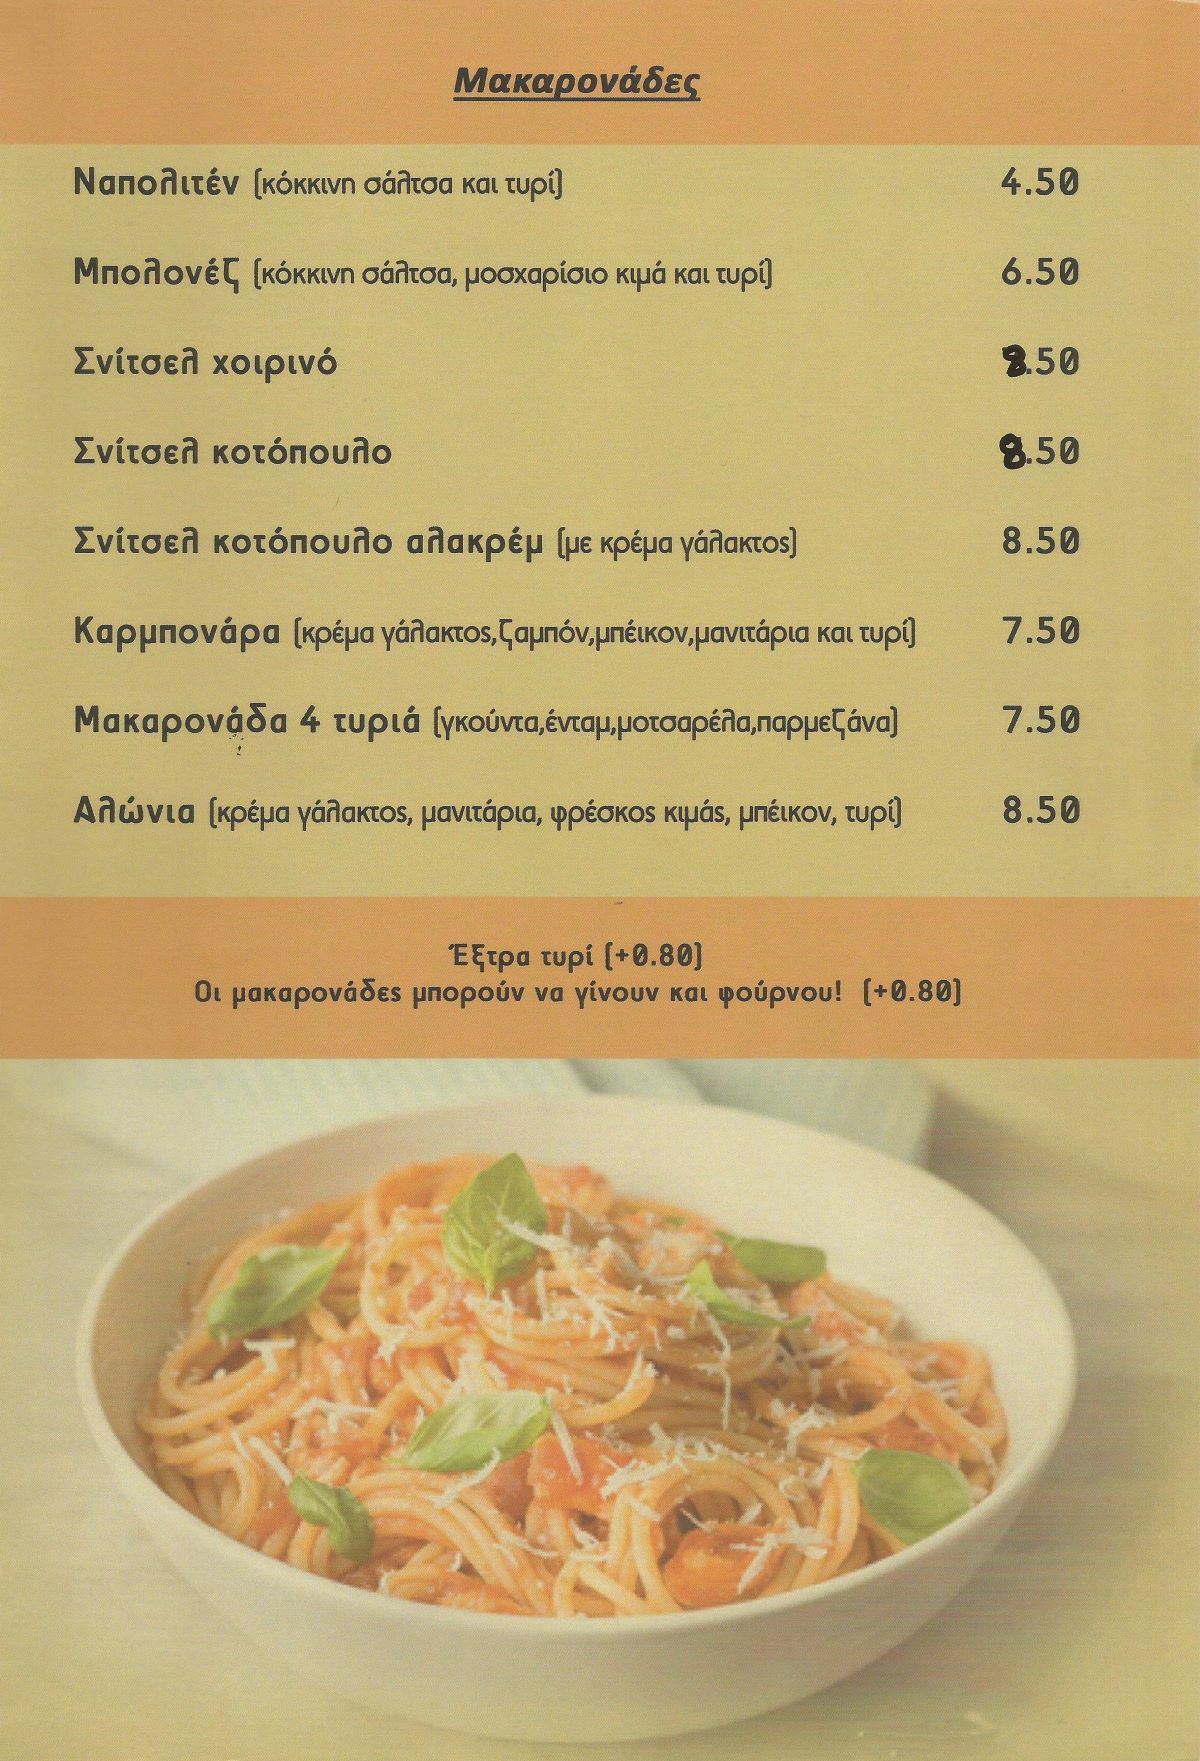 Μακαρονάδες
Ναπολιτέν (κόκκινη σάλτσα και τυρί) 4.50
Μπολονέζ (κόκκινη σάλτσα, μοσχαρίσιο κιμά και τυρί) 6.50
Σνίτσελ χοιρινό 8.50
Σνίτσελ κοτόπουλο 8.50
Σνίτσελ κοτόπουλο αλακρέμ (με κρέμα γάλακτος) 8.50
Καρμπονάρα (κρέμα γάλακτος,ζαμπόν,μπέικον,μανιτάρια και τυρί) 7.50
Μακαρονάδα 4 τυριά (γκούντα,ένταμ,μοτσαρέλα,παρμεζάνα) 7.50
Αλώνια (κρέμα γάλακτος, μανιτάρια, φρέσκος κιμάς, μπέικον, τυρί) 8.50
Έξτρα τυρί (+0.80)
Οι μακαρονάδες μπορούν να γίνουν και φούρνου! (+0.80)